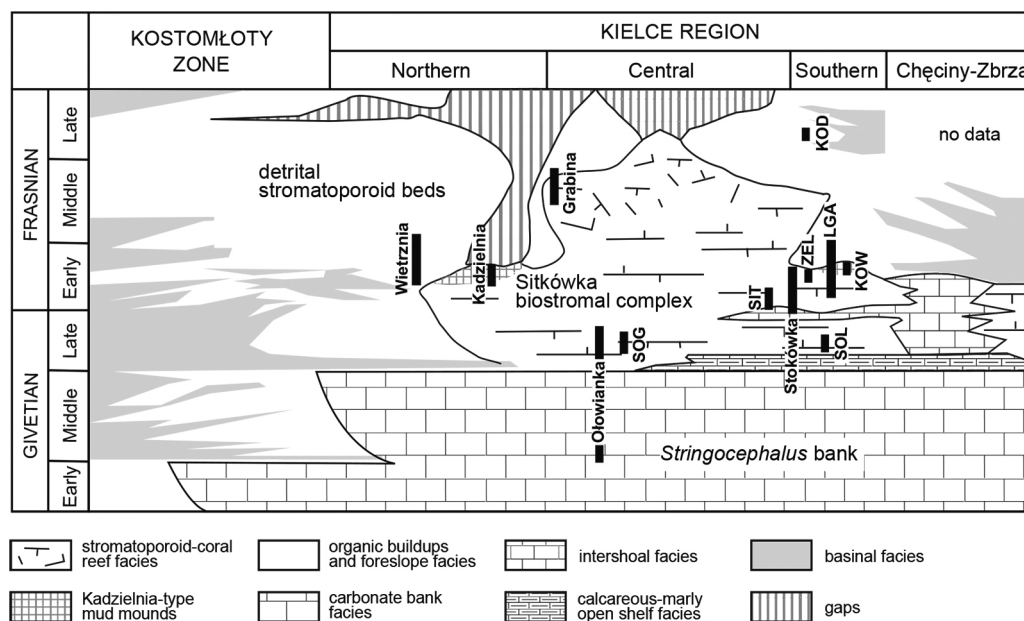 KOSTOMŁOTY
ZONE
KIELCE REGION
Northern
Central
Southern
Chęciny-Zbrza
FRASNIAN
Late
Middle
Early
GIVETIAN
Late
Middle
Early
detrital
stromatoporoid beds
no data
KOD
Grabina
Wietrznia
Kadzielnia
Sitkówka
biostromal complex
SIT
ZEL
LGA
KOW
SOG
Stokówka
SOL
Ołowianka
Stringocephalus bank
stromatoporoid-coral
reef facies
organic buildups
and foreslope facies
intershoal facies
basinal facies
Kadzielnia-type
mud mounds
carbonate bank
facies
calcareous-marly
open shelf facies
gaps